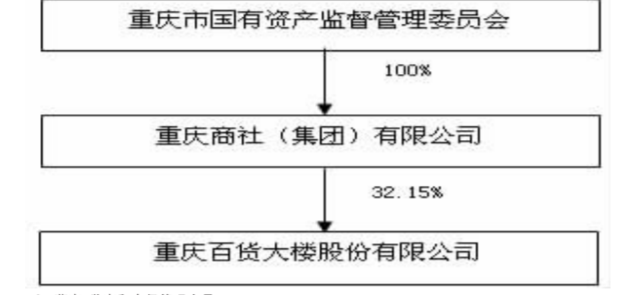 重庆市国有资产监督管理委员会
100%
重庆商社（集团）有限公司
32.15%
重庆百货大楼股份有限公司